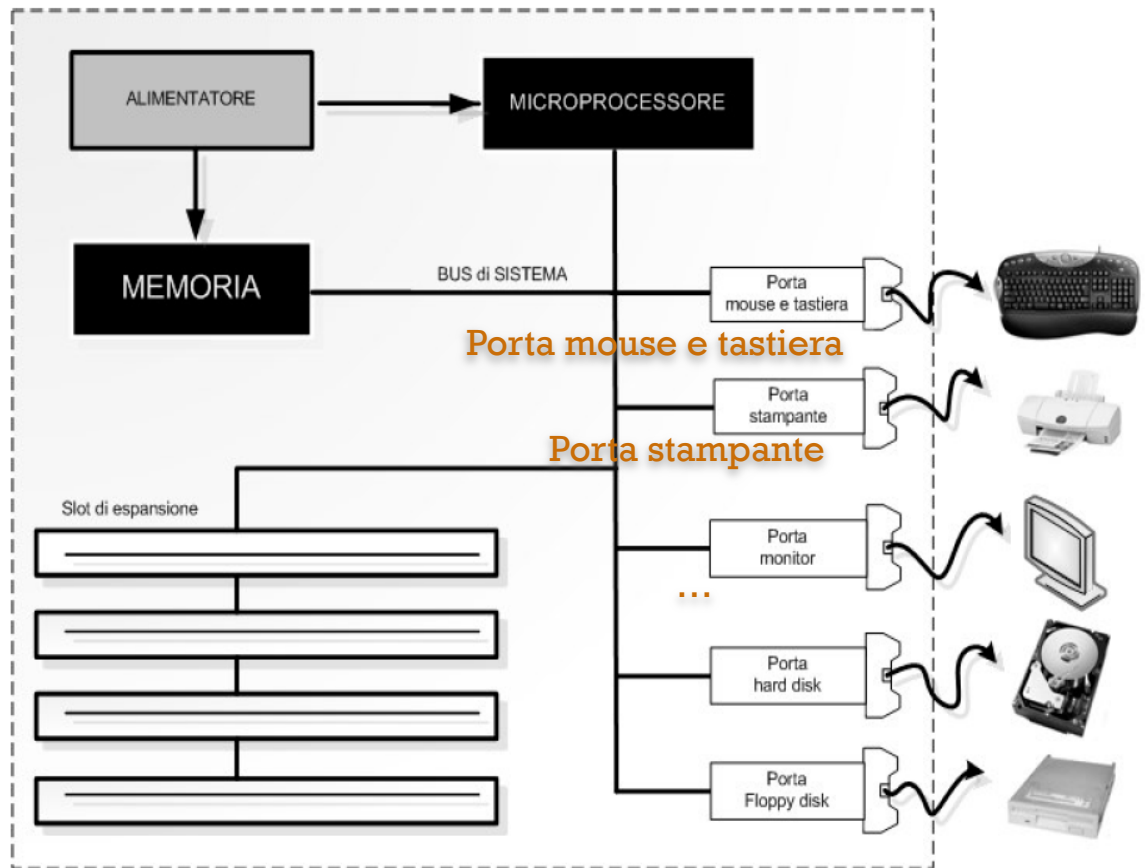 ALIMENTATORE
MICROPROCESSORE
MEMORIA
BUS di SISTEMA
Porta
mouse e tastiera
Porta mouse e tastiera
Porta
stampante
Porta stampante
Slot di espansione
Porta
monitor
...
Porta
hard disk
Porta
Floppy disk